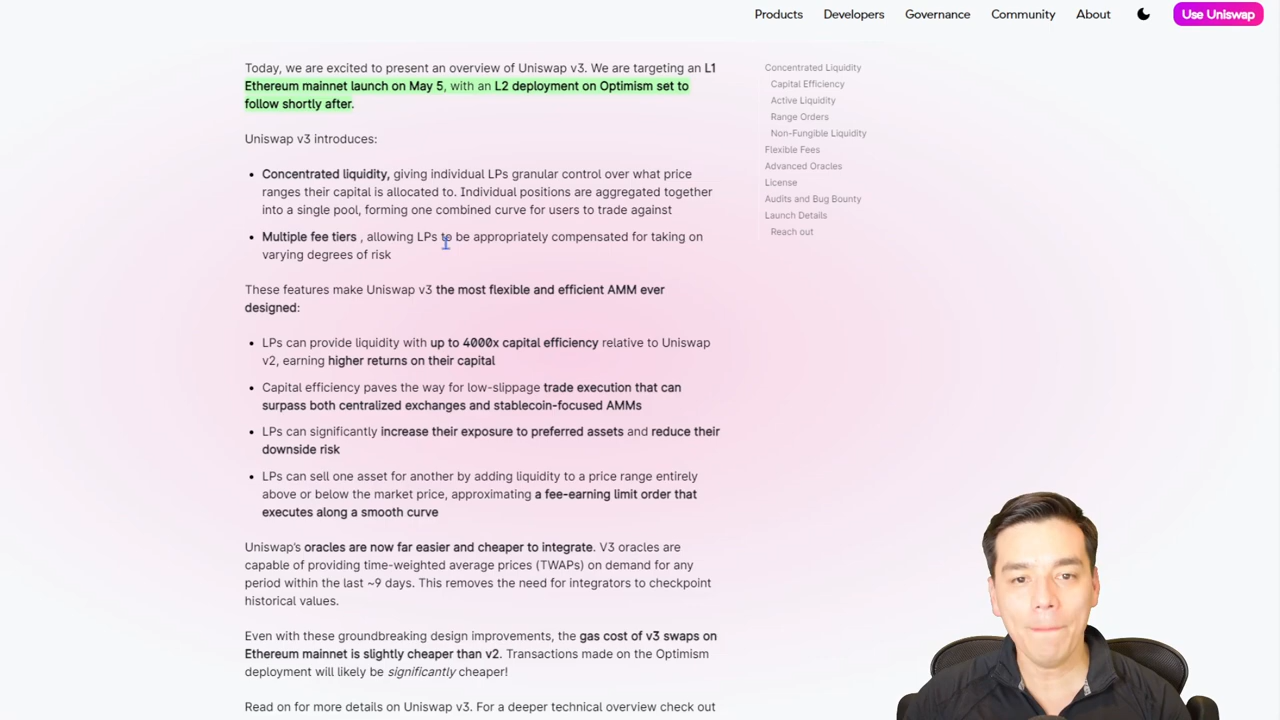 Products Developers Governance Community About Use Uniswap
Today, we are excited to present an overview of Uniswap v3. We are targeting an L1
Ethereum mainnet launch on May 5, with an L2 deployment on Optimism set to
follow shortly after.
Uniswap v3 introduces:
• Concentrated liquidity, giving individual LPs granular control over what price
ranges their capital is allocated to. Individual positions are aggregated together
into a single pool, forming one combined curve for users to trade against
• Multiple fee tiers , allowing LPs to be appropriately compensated for taking on
varying degrees of risk
These features make Uniswap v3 the most flexible and efficient AMM ever
designed:
• LPs can provide liquidity with up to 4000x capital efficiency relative to Uniswap
v2, earning higher returns on their capital
• Capital efficiency paves the way for low-slippage trade execution that can
surpass both centralized exchanges and stablecoin-focused AMMs
• LPs can significantly increase their exposure to preferred assets and reduce their
downside risk
• LPs can sell one asset for another by adding liquidity to a price range entirely
above or below the market price, approximating a fee-earning limit order that
executes along a smooth curve
Uniswap's oracles are now far easier and cheaper to integrate. V3 oracles are
capable of providing time-weighted average prices (TWAPs) on demand for any
period within the last ~9 days. This removes the need for integrators to checkpoint
historical values.
Even with these groundbreaking design improvements, the gas cost of v3 swaps on
Ethereum mainnet is slightly cheaper than v2. Transactions made on the Optimism
deployment will likely be significantly cheaper!
Read on for more details on Uniswap v3. For a deeper technical overview check out
Concentrated Liquidity
Capital Efficiency
Active Liquidity
Range Orders
Non-Fungible Liquidity
Flexible Fees
Advanced Oracles
License
Audits and Bug Bounty
Launch Details
Reach out